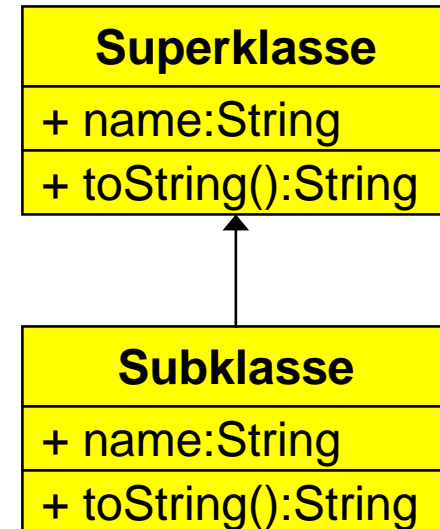 Superklasse
+ name:String
+ toString():String
Subklasse
+ name:String
+ toString():String